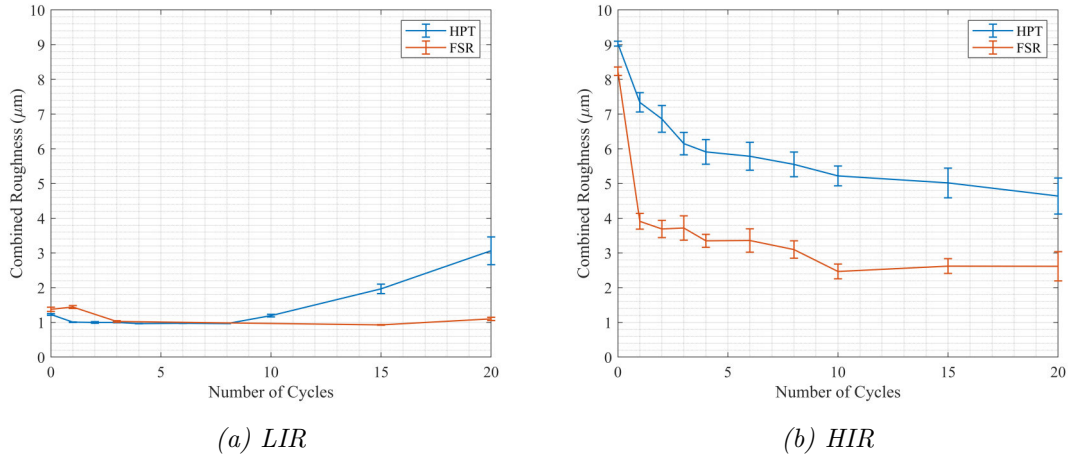 10
9
8
7
6
5
4
3
2
1
0
Combined Roughness (μm)
HPT
FSR
0 5 10 15 20
Number of Cycles
(a) LIR
10
9
8
7
6
5
4
3
2
1
0
Combined Roughness (μm)
HPT
FSR
0 5 10 15 20
Number of Cycles
(b) HIR